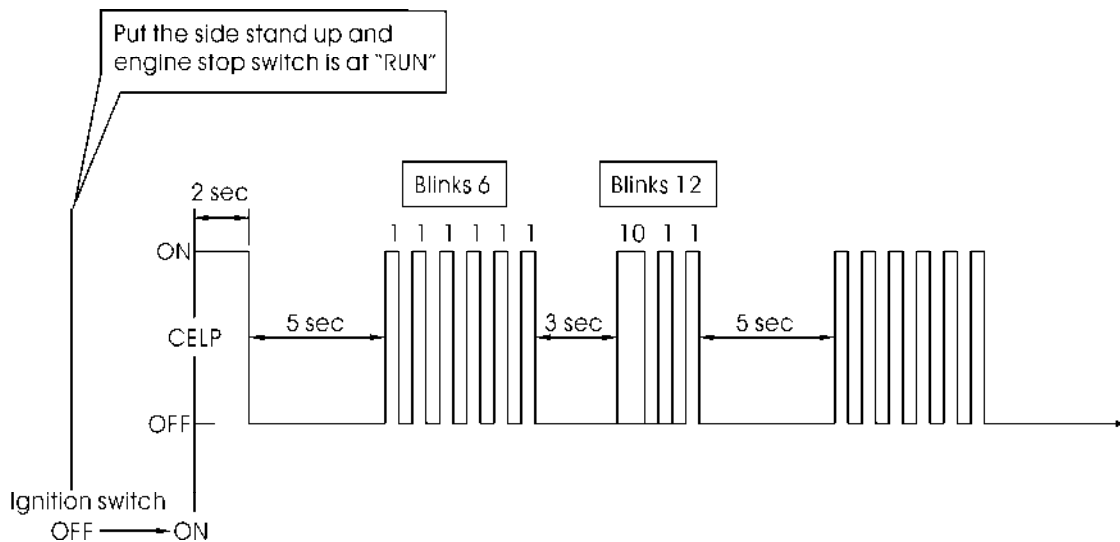 Put the side stand up and
engine stop switch is at "RUN"
Blinks 6
Blinks 12
2 sec
1 1 1 1 1 1
10 1 1
ON
5 sec
3 sec
5 sec
CELP
OFF
Ignition switch
OFF ON